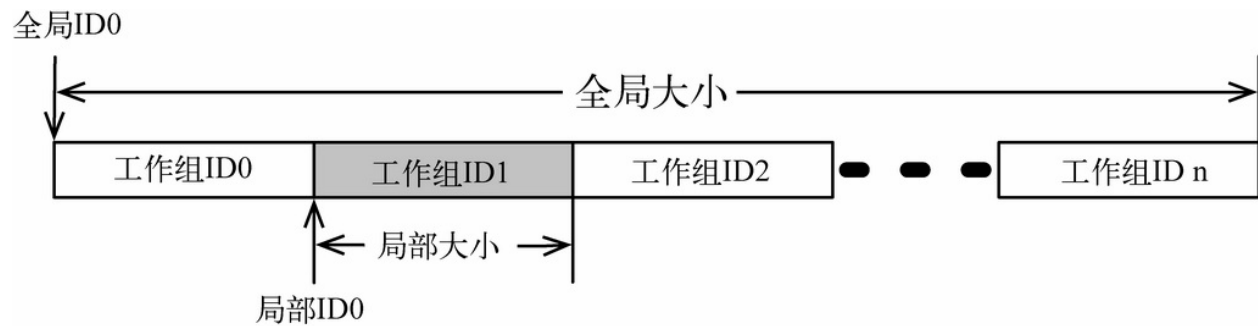 全局ID0
全局大小
工作组ID0
工作组ID1
工作组ID2
工作组ID n
局部大小
局部ID0